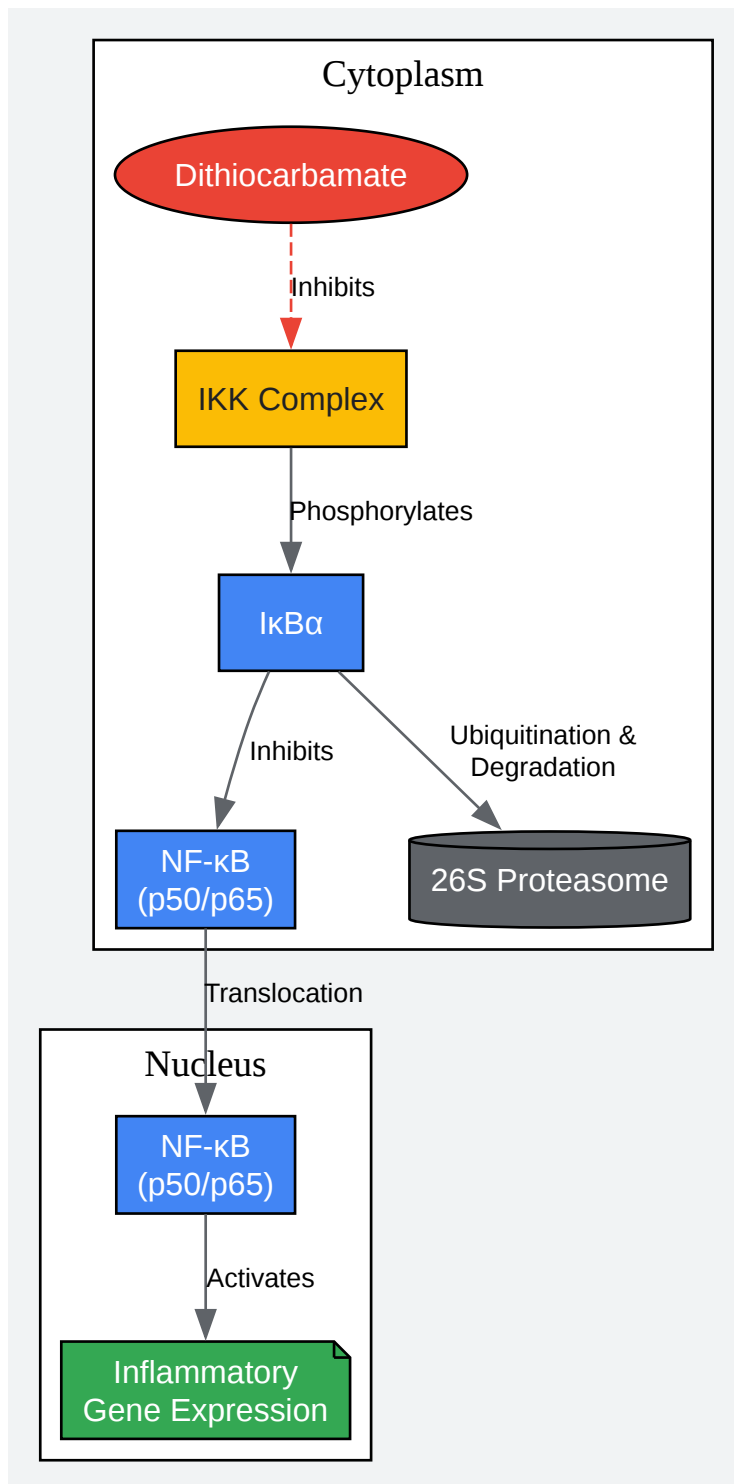 Cytoplasm
Dithiocarbamate
Inhibits
IKK Complex
Phosphorylates
IκBα
Inhibits
Ubiquitination &
Degradation
NF-κB
(p50/p65)
26S Proteasome
Translocation
Nucleus
NF-κB
(p50/p65)
Activates
Inflammatory
Gene Expression